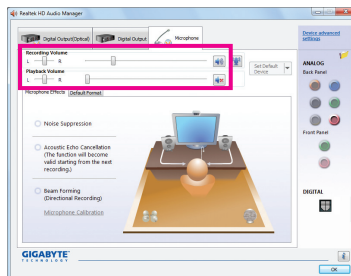 Realtek HD Audio Manager
Digital Output(Optical)
Digital Output
Microphone
Device advanced
settings
Recording Volume
L
R
Set Default
Device
Playback Volume
L
R
ANALOG
Back Panel
Microphone Effects
Default Format
Noise Suppression
Acoustic Echo Cancellation
(The function will become
valid starting from the next
recording.)
Front Panel
Beam Forming
(Directional Recording)
Microphone Calibration
DIGITAL
GIGABYTE
TECHNOLOGY
OK